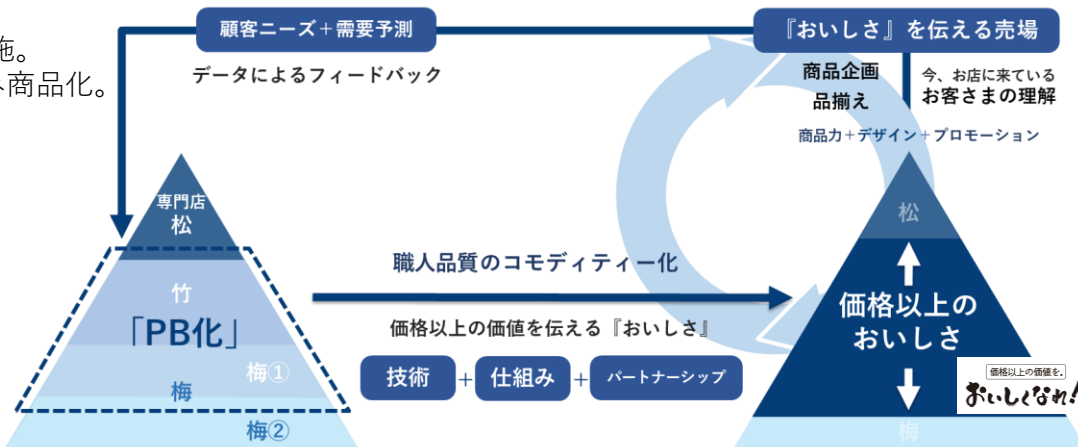 施。
商品化。
顧客ニーズ＋需要予測
データによるフィードバック
『おいしさ』を伝える売場
商品企画
品揃え
今、お店に来ている
お客さまの理解
商品力＋デザイン＋プロモーション
専門店
松
竹
「PB化」
梅①
梅
梅②
職人品質のコモディティー化
価格以上の価値を伝える『おいしさ』
技術
＋
仕組み
＋
パートナーシップ
松
価格以上の
おいしさ
梅
価格以上の価値を。
おいしくなれ!